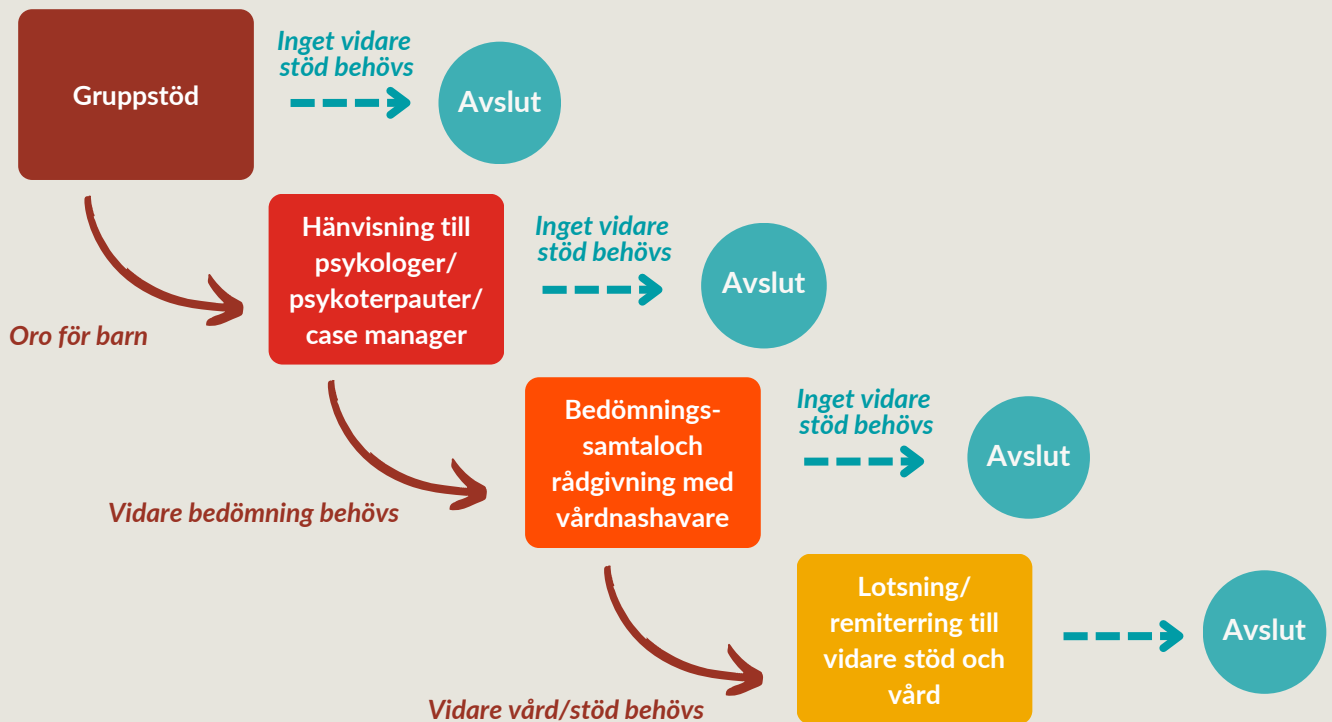 Gruppstöd
Inget vidare
stöd behövs
Avslut
Oro för barn
Hänvisning till
psykologer/
psykoterpauter/
case manager
Inget vidare
stöd behövs
Avslut
Vidare bedömning behövs
Bedömnings-
samtaloch
rådgivning med
vårdnashavare
Inget vidare
stöd behövs
Avslut
Vidare vård/stöd behövs
Lotsning/
remiterring till
vidare stöd och
vård
Avslut